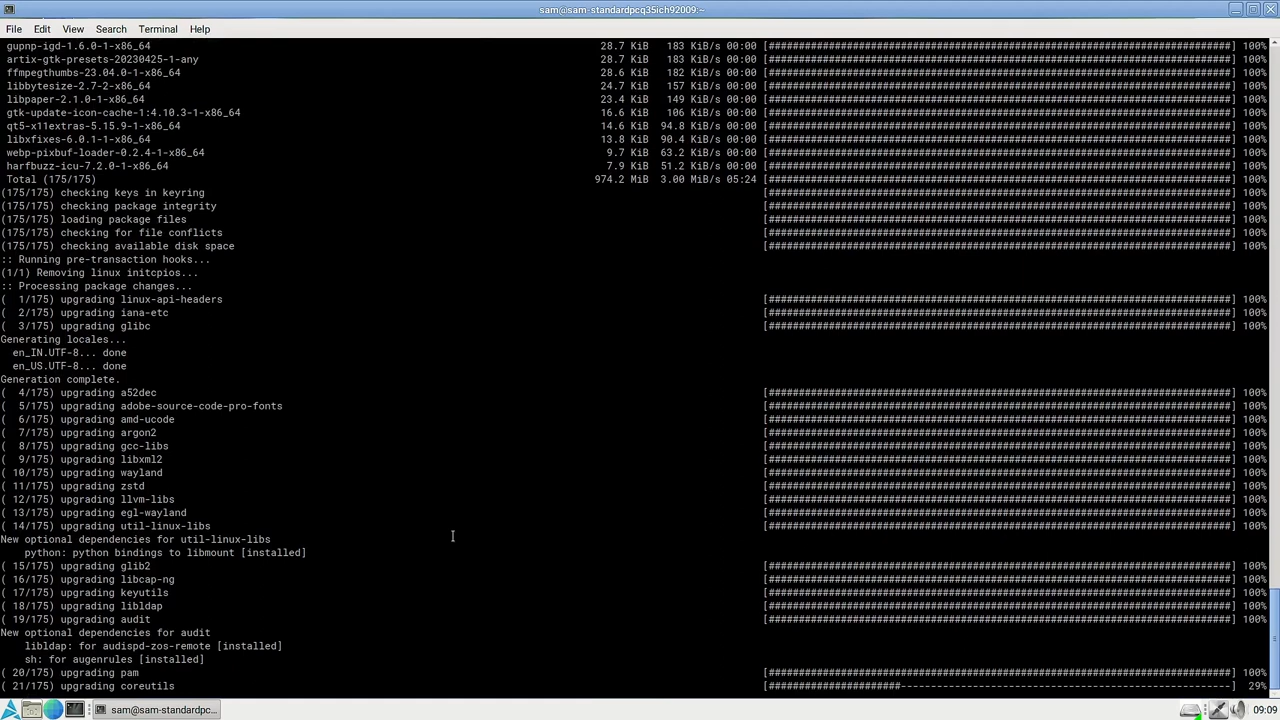 sam@sam-standardpcq35ich92009:~
File Edit View Search Terminal Help
gupnp-igd-1.6.0-1-x86_64 28.7 KiB 183 KiB/s 00:00 [######################################################################] 100%
artix-gtk-presets-20230425-1-any 28.7 KiB 183 KiB/s 00:00 [######################################################################] 100%
ffmpegthumbs-23.04.0-1-x86_64 28.6 KiB 182 KiB/s 00:00 [######################################################################] 100%
libbytesize-2.7-2-x86_64 24.7 KiB 157 KiB/s 00:00 [######################################################################] 100%
libpaper-2.1.0-1-x86_64 23.4 KiB 149 KiB/s 00:00 [######################################################################] 100%
gtk-update-icon-cache-1:4.10.3-1-x86_64 16.6 KiB 106 KiB/s 00:00 [######################################################################] 100%
qt5-x11extras-5.15.9-1-x86_64 14.6 KiB 94.8 KiB/s 00:00 [######################################################################] 100%
libxfixes-6.0.1-1-x86_64 13.8 KiB 90.4 KiB/s 00:00 [######################################################################] 100%
webp-pixbuf-loader-0.2.4-1-x86_64 9.7 KiB 63.2 KiB/s 00:00 [######################################################################] 100%
harfbuzz-icu-7.2.0-1-x86_64 7.9 KiB 51.2 KiB/s 00:00 [######################################################################] 100%
Total (175/175) 974.2 MiB 3.00 MiB/s 05:24 [######################################################################] 100%
(175/175) checking keys in keyring [######################################################################] 100%
(175/175) checking package integrity [######################################################################] 100%
(175/175) loading package files [######################################################################] 100%
(175/175) checking for file conflicts [######################################################################] 100%
(175/175) checking available disk space [######################################################################] 100%
:: Running pre-transaction hooks...
(1/1) Removing linux initcpios...
:: Processing package changes...
( 1/175) upgrading linux-api-headers [######################################################################] 100%
( 2/175) upgrading iana-etc [######################################################################] 100%
( 3/175) upgrading glibc [######################################################################] 100%
Generating locales...
en_IN.UTF-8... done
en_US.UTF-8... done
Generation complete.
( 4/175) upgrading a52dec [######################################################################] 100%
( 5/175) upgrading adobe-source-code-pro-fonts [######################################################################] 100%
( 6/175) upgrading amd-ucode [######################################################################] 100%
( 7/175) upgrading argon2 [######################################################################] 100%
( 8/175) upgrading gcc-libs [######################################################################] 100%
( 9/175) upgrading libxml2 [######################################################################] 100%
( 10/175) upgrading wayland [######################################################################] 100%
( 11/175) upgrading zstd [######################################################################] 100%
( 12/175) upgrading llvm-libs [######################################################################] 100%
( 13/175) upgrading egl-wayland [######################################################################] 100%
( 14/175) upgrading util-linux-libs [######################################################################] 100%
New optional dependencies for util-linux-libs
python: python bindings to libmount [installed]
( 15/175) upgrading glib2 [######################################################################] 100%
( 16/175) upgrading libcap-ng [######################################################################] 100%
( 17/175) upgrading keyutils [######################################################################] 100%
( 18/175) upgrading libldap [######################################################################] 100%
( 19/175) upgrading audit [######################################################################] 100%
New optional dependencies for audit
libldap: for audispd-zos-remote [installed]
sh: for augenrules [installed]
( 20/175) upgrading pam [######################################################################] 100%
( 21/175) upgrading coreutils [####################--------------------------------------------------] 29%
sam@sam-standardpc... 09:09